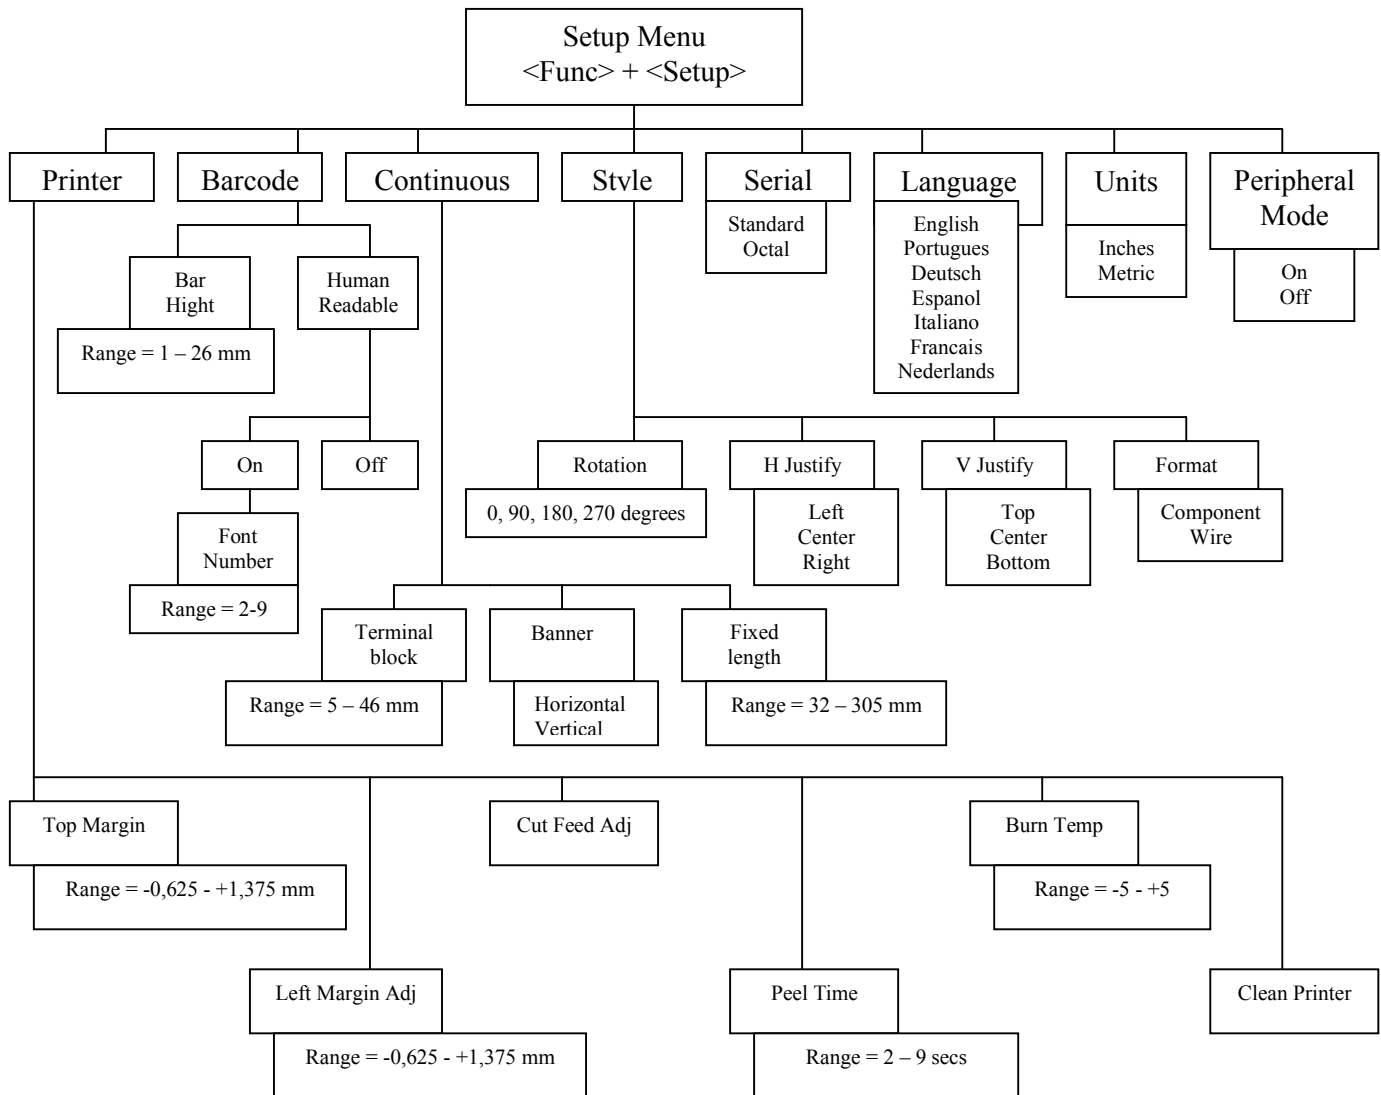 Setup Menu
<Func> + <Setup>
Printer
Barcode
Continuous
Style
Serial
Language
Units
Peripheral
Mode
Standard
Octal
English
Portugues
Deutsch
Espanol
Italiano
Francais
Nederlands
Inches
Metric
On
Off
Bar
Hight
Human
Readable
Range = 1 – 26 mm
On
Off
Font
Number
Range = 2-9
Rotation
0, 90, 180, 270 degrees
H Justify
Left
Center
Right
V Justify
Top
Center
Bottom
Format
Component
Wire
Terminal
block
Range = 5 – 46 mm
Banner
Horizontal
Vertical
Fixed
length
Range = 32 – 305 mm
Top Margin
Range = -0,625 - +1,375 mm
Cut Feed Adj
Burn Temp
Range = -5 - +5
Left Margin Adj
Range = -0,625 - +1,375 mm
Peel Time
Range = 2 – 9 secs
Clean Printer